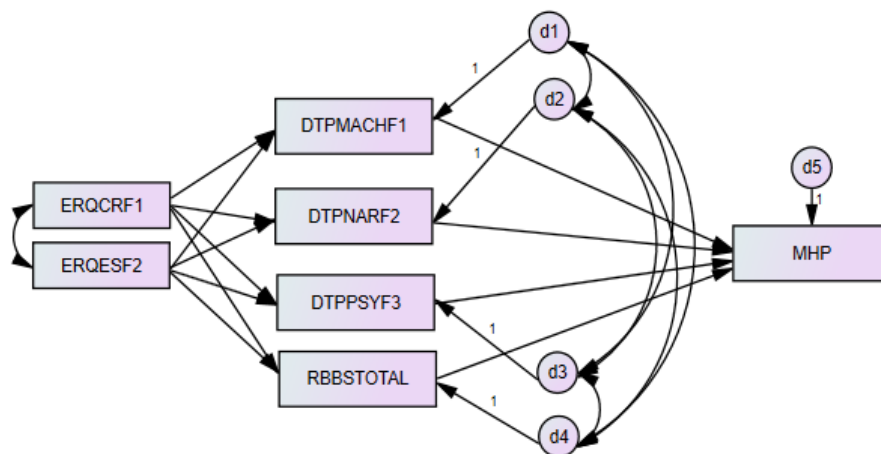 d1
1
d2
DTPMACHF1
1
d5
1
ERQCRF1
DTPNARF2
MHP
ERQESF2
DTPPSYF3
1
RBBSTOTAL
d3
1
d4